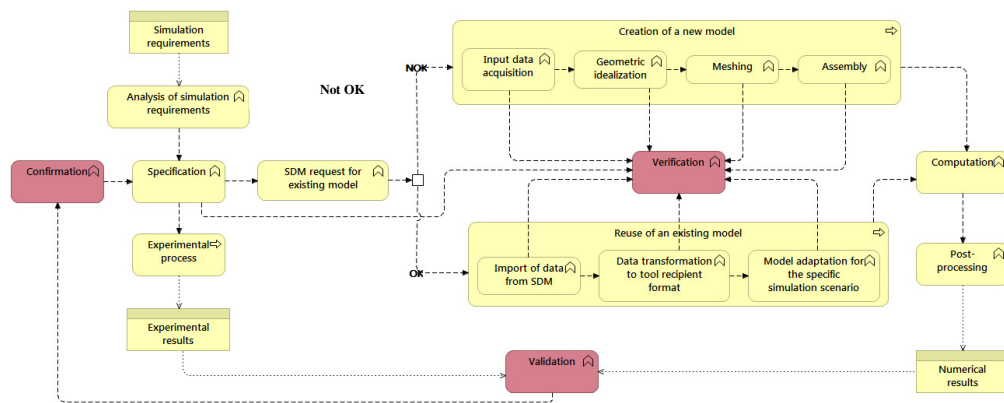 Simulation
requirements
Analysis of simulation
requirements
Not OK
NOK
Creation of a new model
Input data
acquisition
Geometric
idealization
Meshing
Assembly
Confirmation
Specification
SDM request for
existing model
Verification
Computation
Experimental
process
OK
Reuse of an existing model
Import of data
from SDM
Data transformation
to tool recipient
format
Model adaptation for
the specific
simulation scenario
Post-
processing
Experimental
results
Validation
Numerical
results